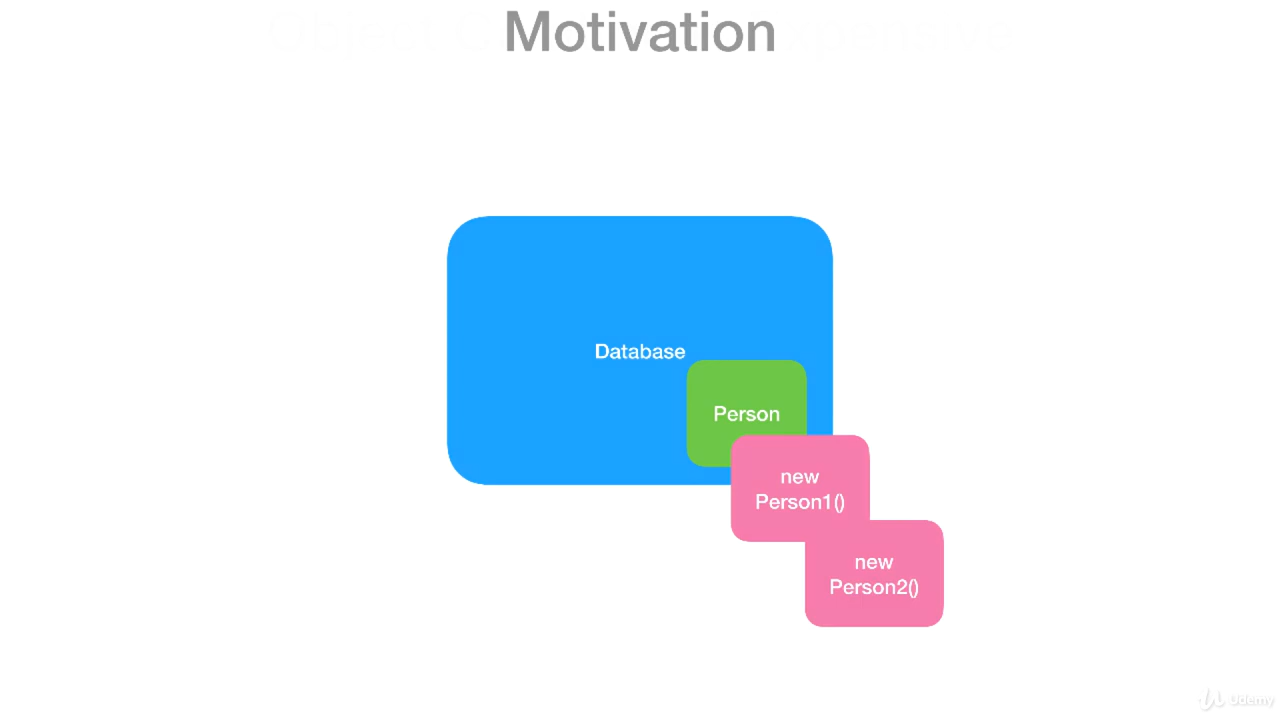 Motivation
Database
Person
new
Person1()
new
Person2()
Udemy